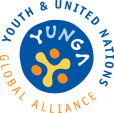 YOUTH & UNITED NATIONS
YUNGA
GLOBAL ALLIANCE